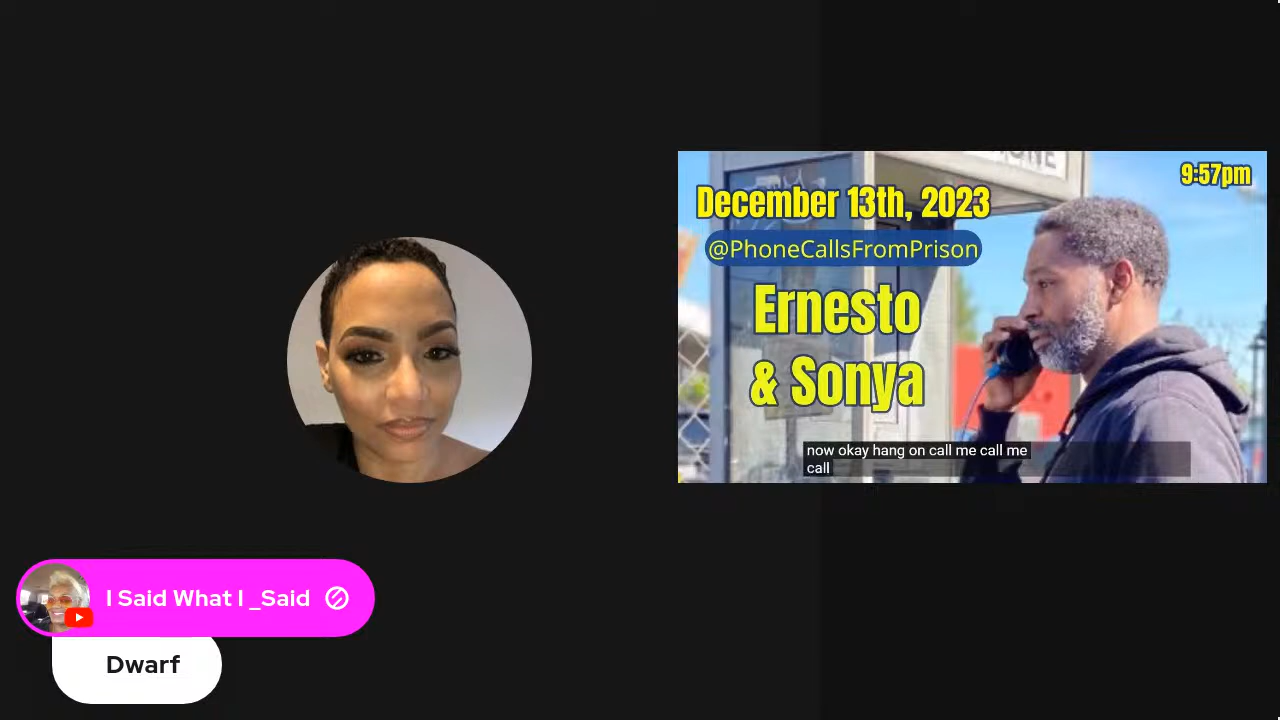 ONE
9:57pm
December 13th, 2023
@PhoneCallsFromPrison
Ernesto
& Sonya
now okay hang on call me call me
call
I Said What I _Said
Dwarf